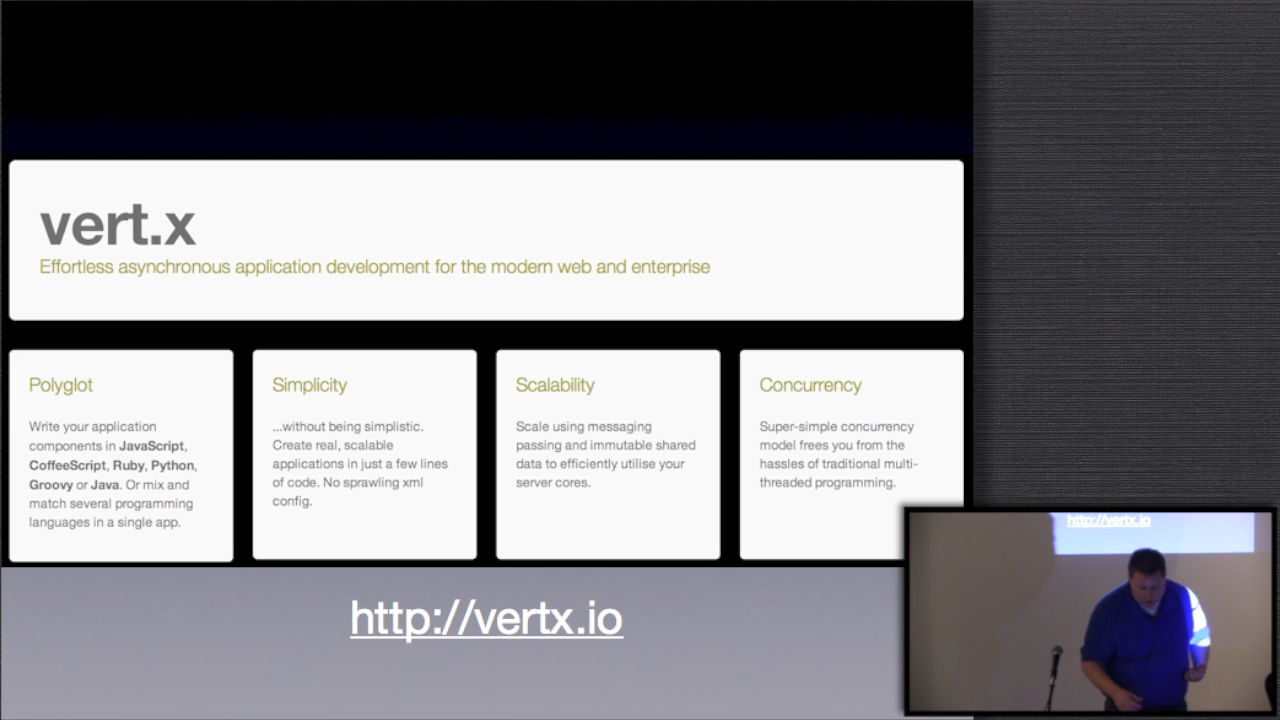 vert.x
Effortless asynchronous application development for the modern web and enterprise
Polyglot
Write your application
components in JavaScript,
CoffeeScript, Ruby, Python,
Groovy or Java. Or mix and
match several programming
languages in a single app.
Simplicity
...without being simplistic.
Create real, scalable
applications in just a few lines
of code. No sprawling xml
config.
Scalability
Scale using messaging
passing and immutable shared
data to efficiently utilise your
server cores.
Concurrency
Super-simple concurrency
model frees you from the
hassles of traditional multi-
threaded programming.
http://vertx.io
http://vertx.io